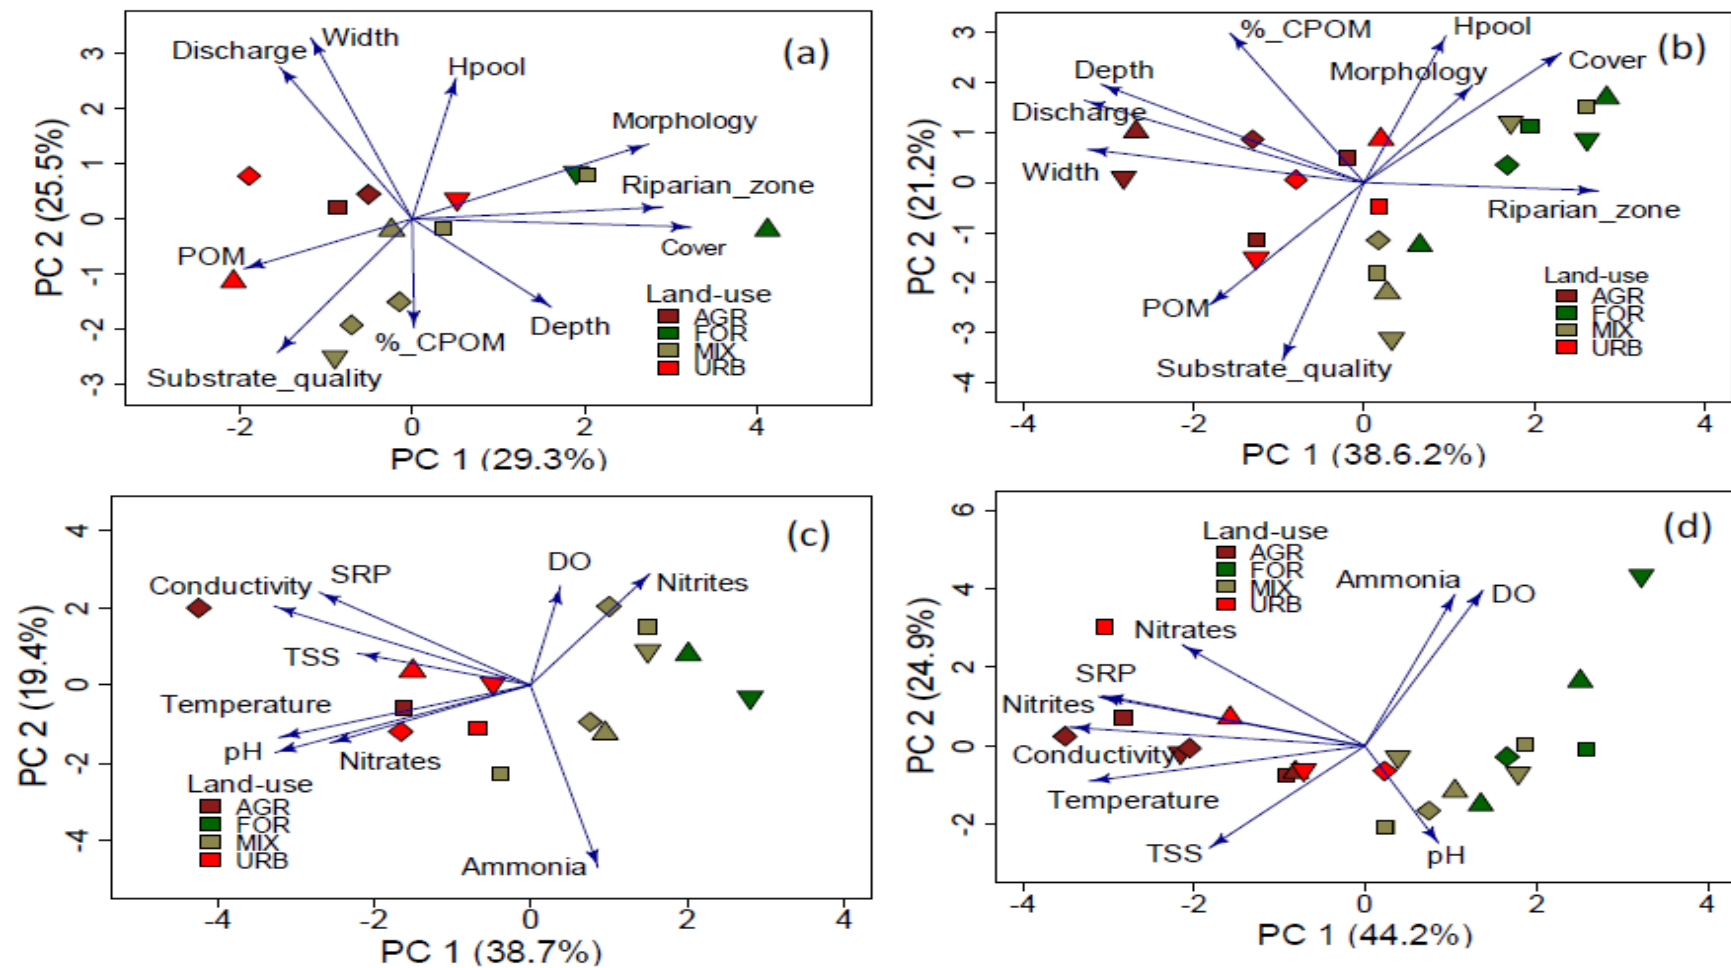 (a)
Width
Discharge
Hpool
Morphology
Riparian_zone
Cover
POM
Depth
%_CPOM
Substrate_quality
Land-use
AGR
FOR
MIX
URB
3
2
1
0
-1
-2
-3
PC 2 (25.5%)
-2 0 2 4
PC 1 (29.3%)
(b)
%_CPOM
Hpool
Cover
Depth
Morphology
Discharge
Width
Riparian_zone
POM
Substrate_quality
Land-use
AGR
FOR
MIX
URB
3
2
1
0
-1
-2
-3
-4
PC 2 (21.2%)
-4 -2 0 2 4
PC 1 (38.6.2%)
(c)
DO
SRP
Nitrites
Conductivity
TSS
Temperature
pH
Nitrates
Ammonia
Land-use
AGR
FOR
MIX
URB
4
2
0
-2
-4
PC 2 (19.4%)
-4 -2 0 2 4
PC 1 (38.7%)
(d)
Land-use
AGR
FOR
MIX
URB
Ammonia
DO
Nitrates
SRP
Nitrites
Conductivity
Temperature
TSS
pH
6
4
2
0
-2
PC 2 (24.9%)
-4 -2 0 2 4
PC 1 (44.2%)